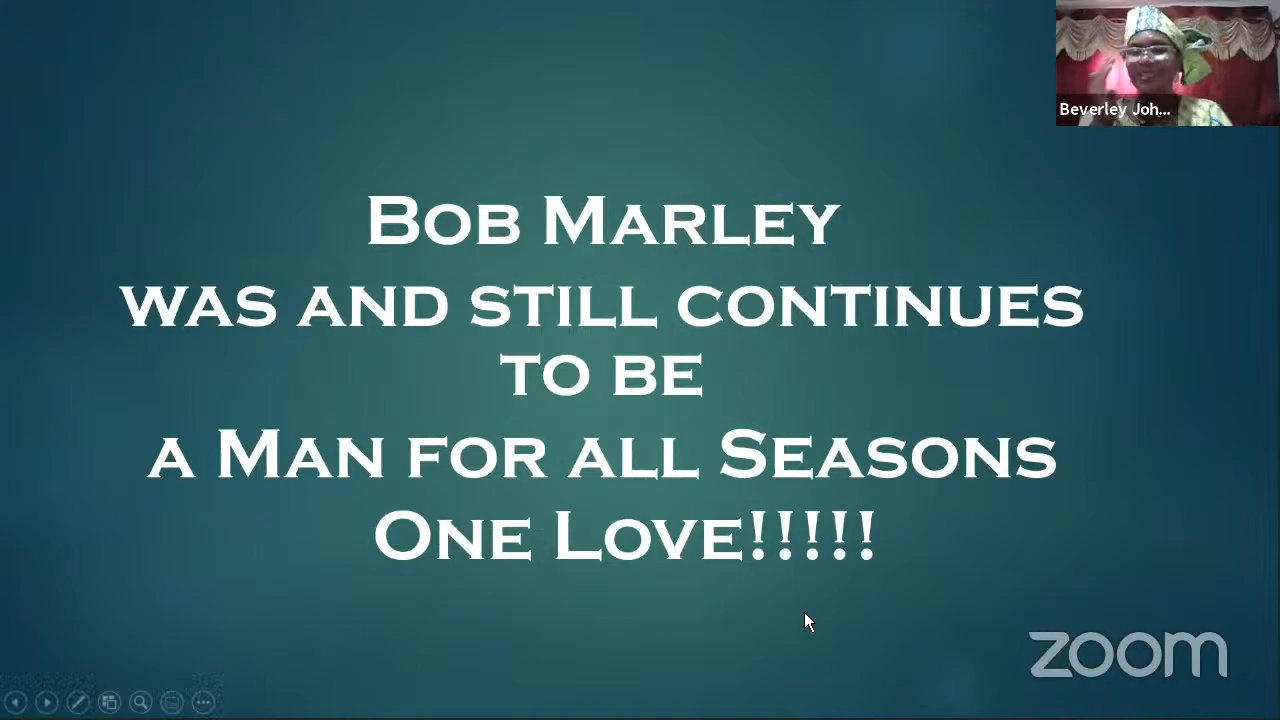 Beverley Joh...
Bob Marley
was and still continues
to be
a Man for all Seasons
One Love!!!!!
zoom